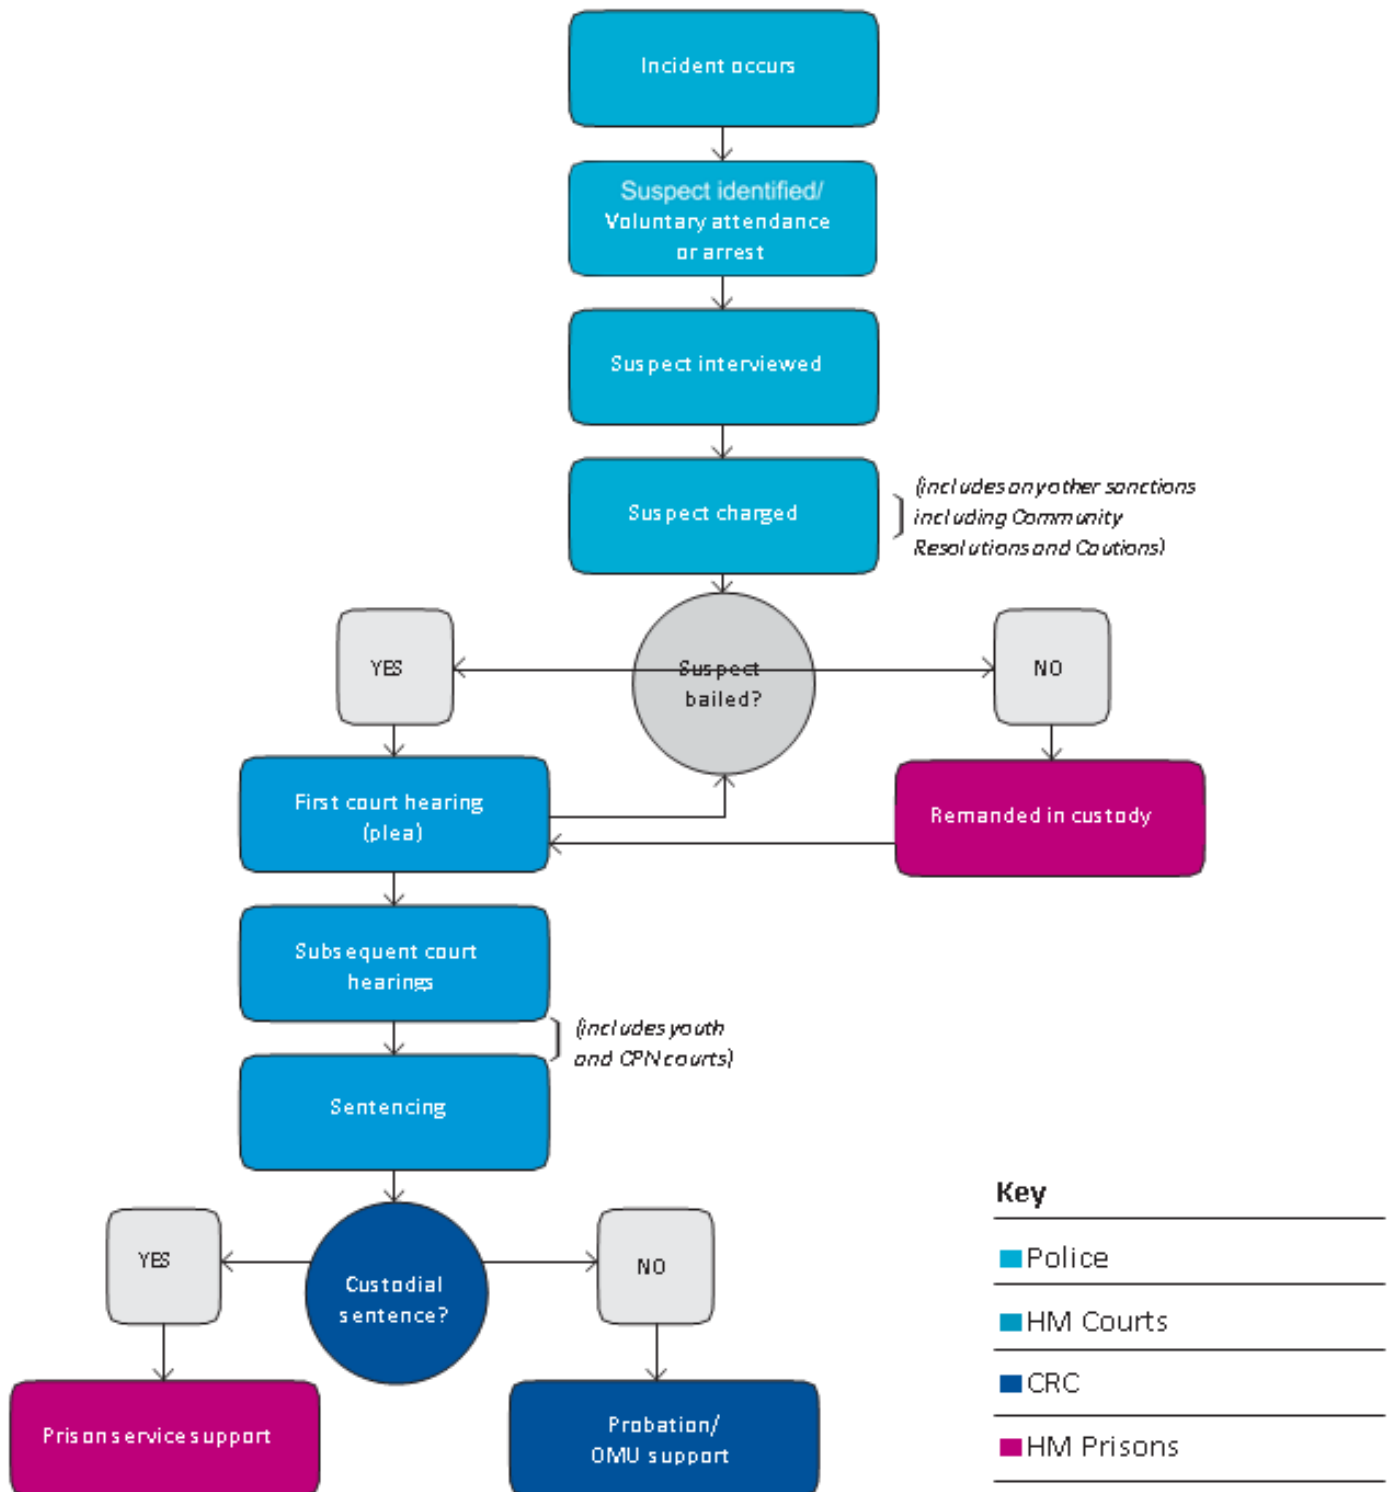 Incident occurs
Suspect identified/
Voluntary attendance
or arrest
Suspect interviewed
Suspect charged
(includes any other sanctions
including Community
Resolutions and Cautions)
Suspect
bailed?
YES
NO
First court hearing
(plea)
Remanded in custody
Subsequent court
hearings
(includes youth
and CPN courts)
Sentencing
Custodial
sentence?
YES
NO
Prison service support
Probation/
OMU support
Key
Police
HM Courts
CRC
HM Prisons